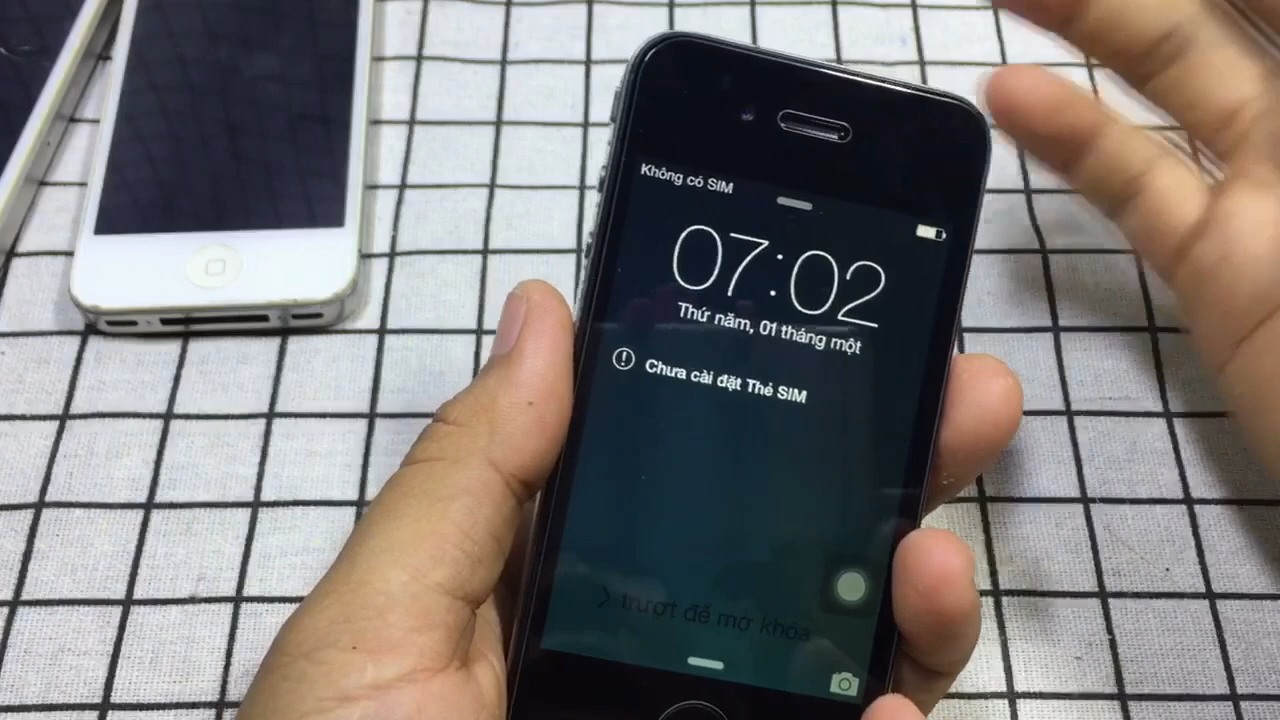 Không có SIM
07:02
Thứ năm, 01 tháng một
Chưa cài đặt Thẻ SIM
trượt để mở khóa